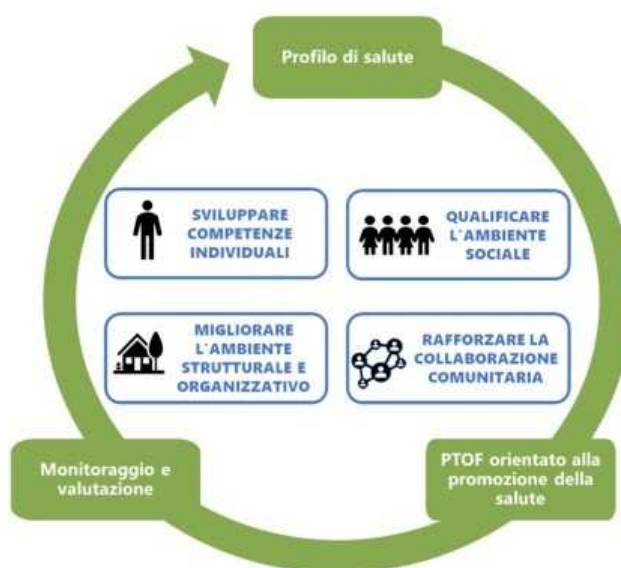 Profilo di salute
SVILUPPARE
COMPETENZE
INDIVIDUALI
QUALIFICARE
L'AMBIENTE
SOCIALE
MIGLIORARE
L'AMBIENTE
STRUTTURALE E
ORGANIZZATIVO
RAFFORZARE LA
COLLABORAZIONE
COMUNITARIA
Monitoraggio e
valutazione
PTOF orientato alla
promozione della
salute